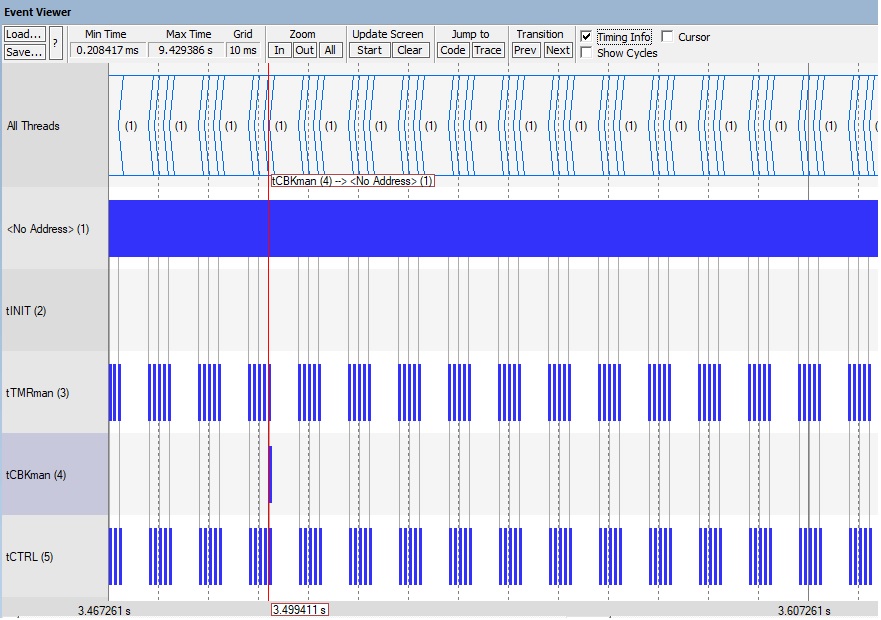 Event Viewer
Load... Min Time Max Time Grid Zoom Update Screen Jump to Transition Timing Info Cursor
Save... ? 0.208417 ms 9.429386 s 10 ms In Out All Start Clear Code Trace Prev Next Show Cycles
All Threads (1) (1) (1) (1) (1) (1) (1) (1) (1) (1) (1) (1) (1) (1) (1)
tCBKman (4) --> <No Address> (1)
<No Address> (1)
tINIT (2)
tTMRman (3)
tCBKman (4)
tCTRL (5)
3.467261 s 3.499411 s 3.607261 s